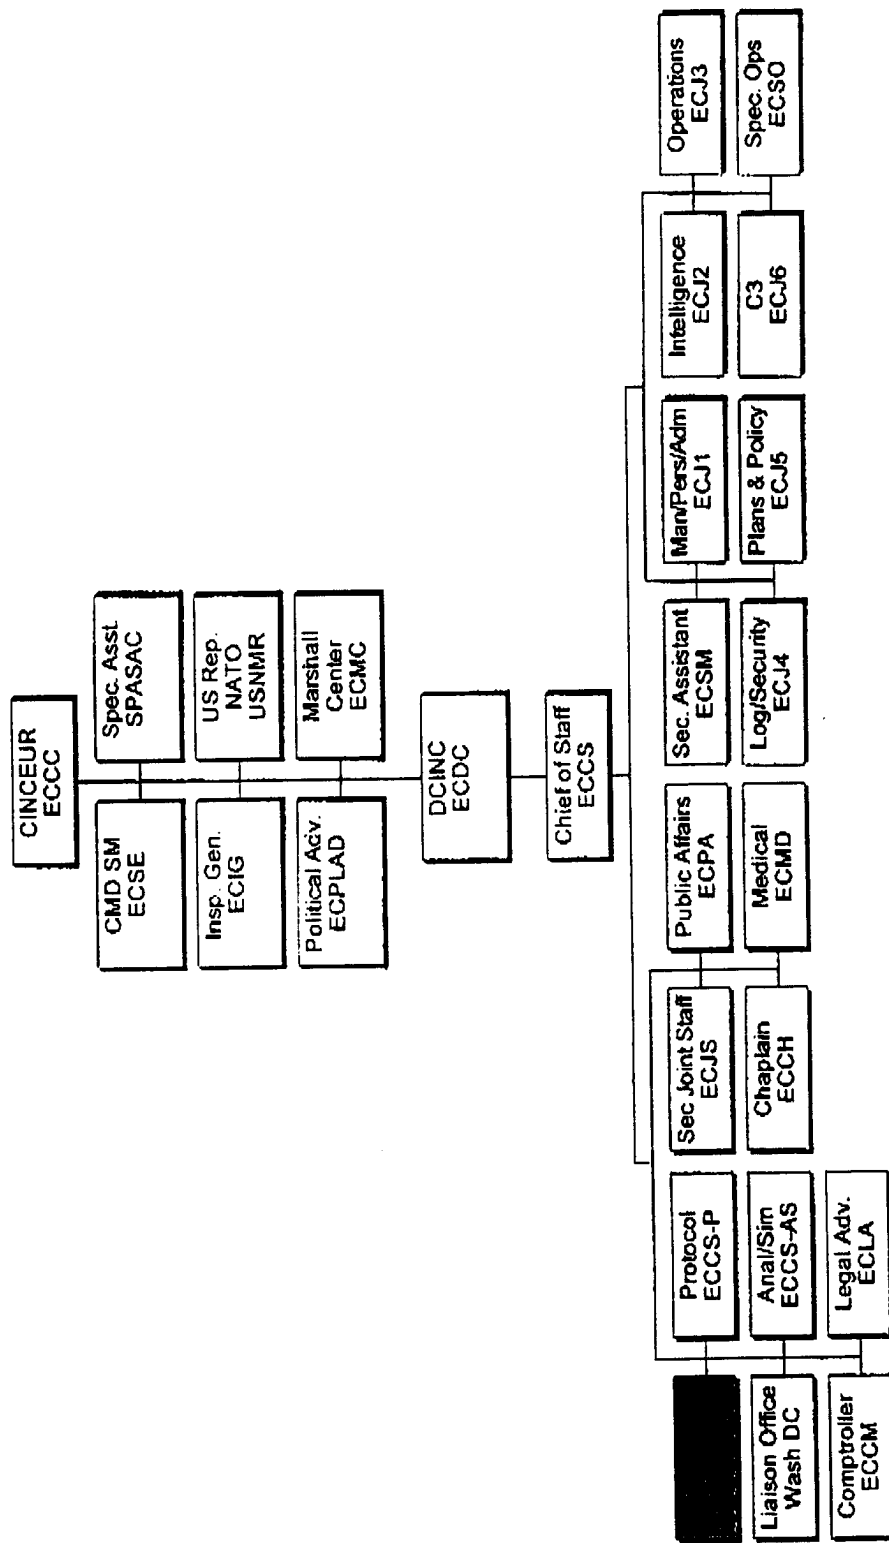 CINCEUR
ECCC
CMD SM
ECSE
Spec. Asst.
SPASAC
Insp. Gen.
ECIG
US Rep.
NATO
USNMR
Political Adv.
ECPLAD
Marshall
Center
ECMC
DCINC
ECDC
Chief of Staff
ECCS
Protocol
ECCS-P
Liaison Office
Wash DC
Anal/Sim
ECCS-AS
Comptroller
ECCM
Legal Adv.
ECLA
Sec Joint Staff
ECJS
Public Affairs
ECPA
Chaplain
ECCH
Medical
ECMD
Sec. Assistant
ECSM
Man/Pers/Adm
ECJ1
Log/Security
ECJ4
Plans & Policy
ECJ5
Intelligence
ECJ2
Operations
ECJ3
C3
ECJ6
Spec. Ops
ECSO